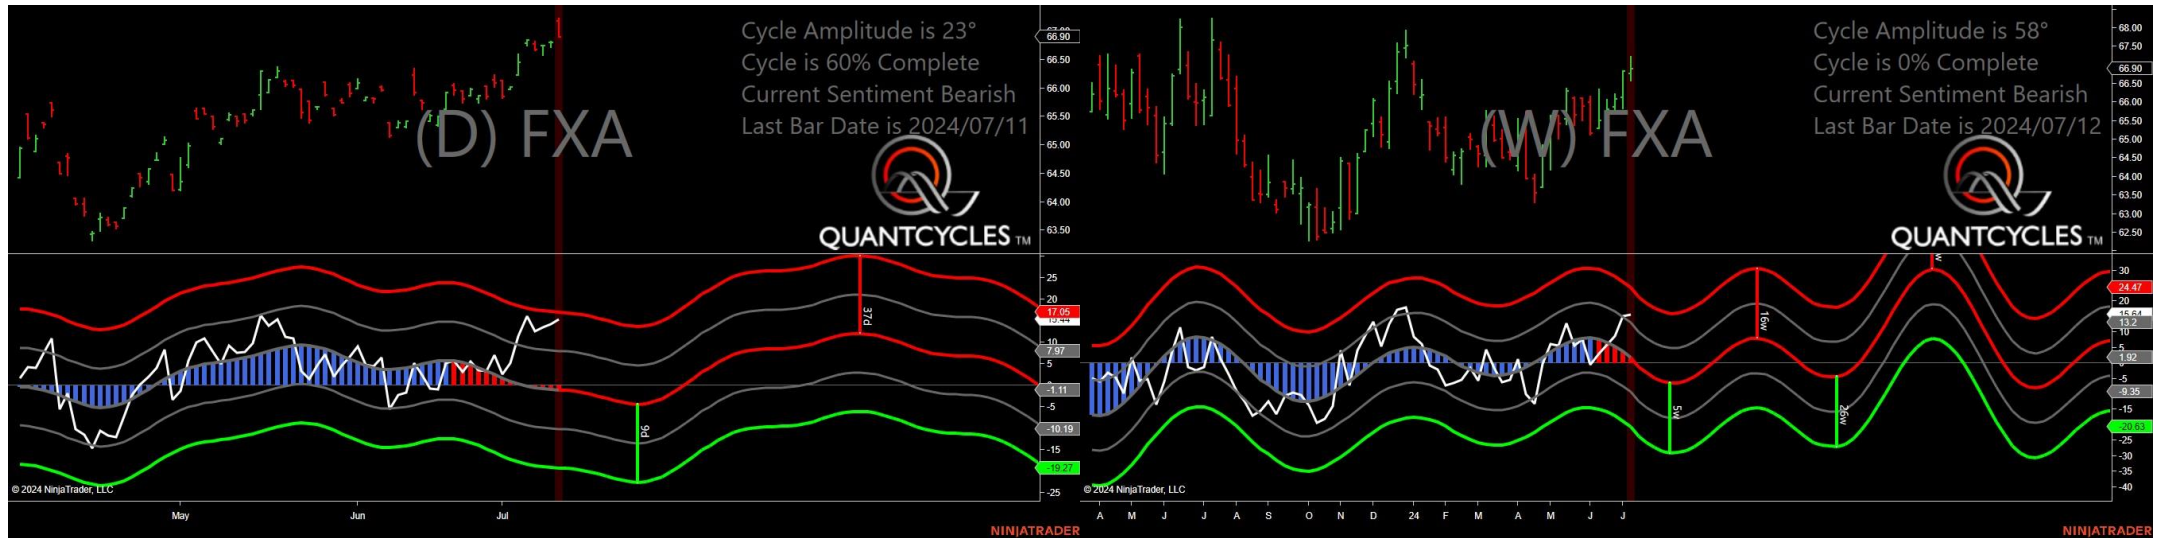 Cycle Amplitude is 23°
Cycle is 60% Complete
Current Sentiment Bearish
Last Bar Date is 2024/07/11
(D) FXA
QUANTCYCLES TM
66.90
66.50
66.00
65.50
65.00
64.50
64.00
63.50
25
20
17.05
10
7.97
5
-1.11
-5
-10.19
-15
-19.27
-25
37d
9d
© 2024 NinjaTrader, LLC
May Jun Jul
NINJATRADER
Cycle Amplitude is 58°
Cycle is 0% Complete
Current Sentiment Bearish
Last Bar Date is 2024/07/12
(W) FXA
QUANTCYCLES TM
68.00
67.50
66.90
66.50
66.00
65.50
65.00
64.50
64.00
63.50
63.00
62.50
30
24.47
20
15.64
13.2
10
5
1.92
-5
-9.35
-15
-20.63
-25
-30
-35
-40
16w
5w
26w
© 2024 NinjaTrader, LLC
A M J J A S O N D 24 F M A M J J
NINJATRADER